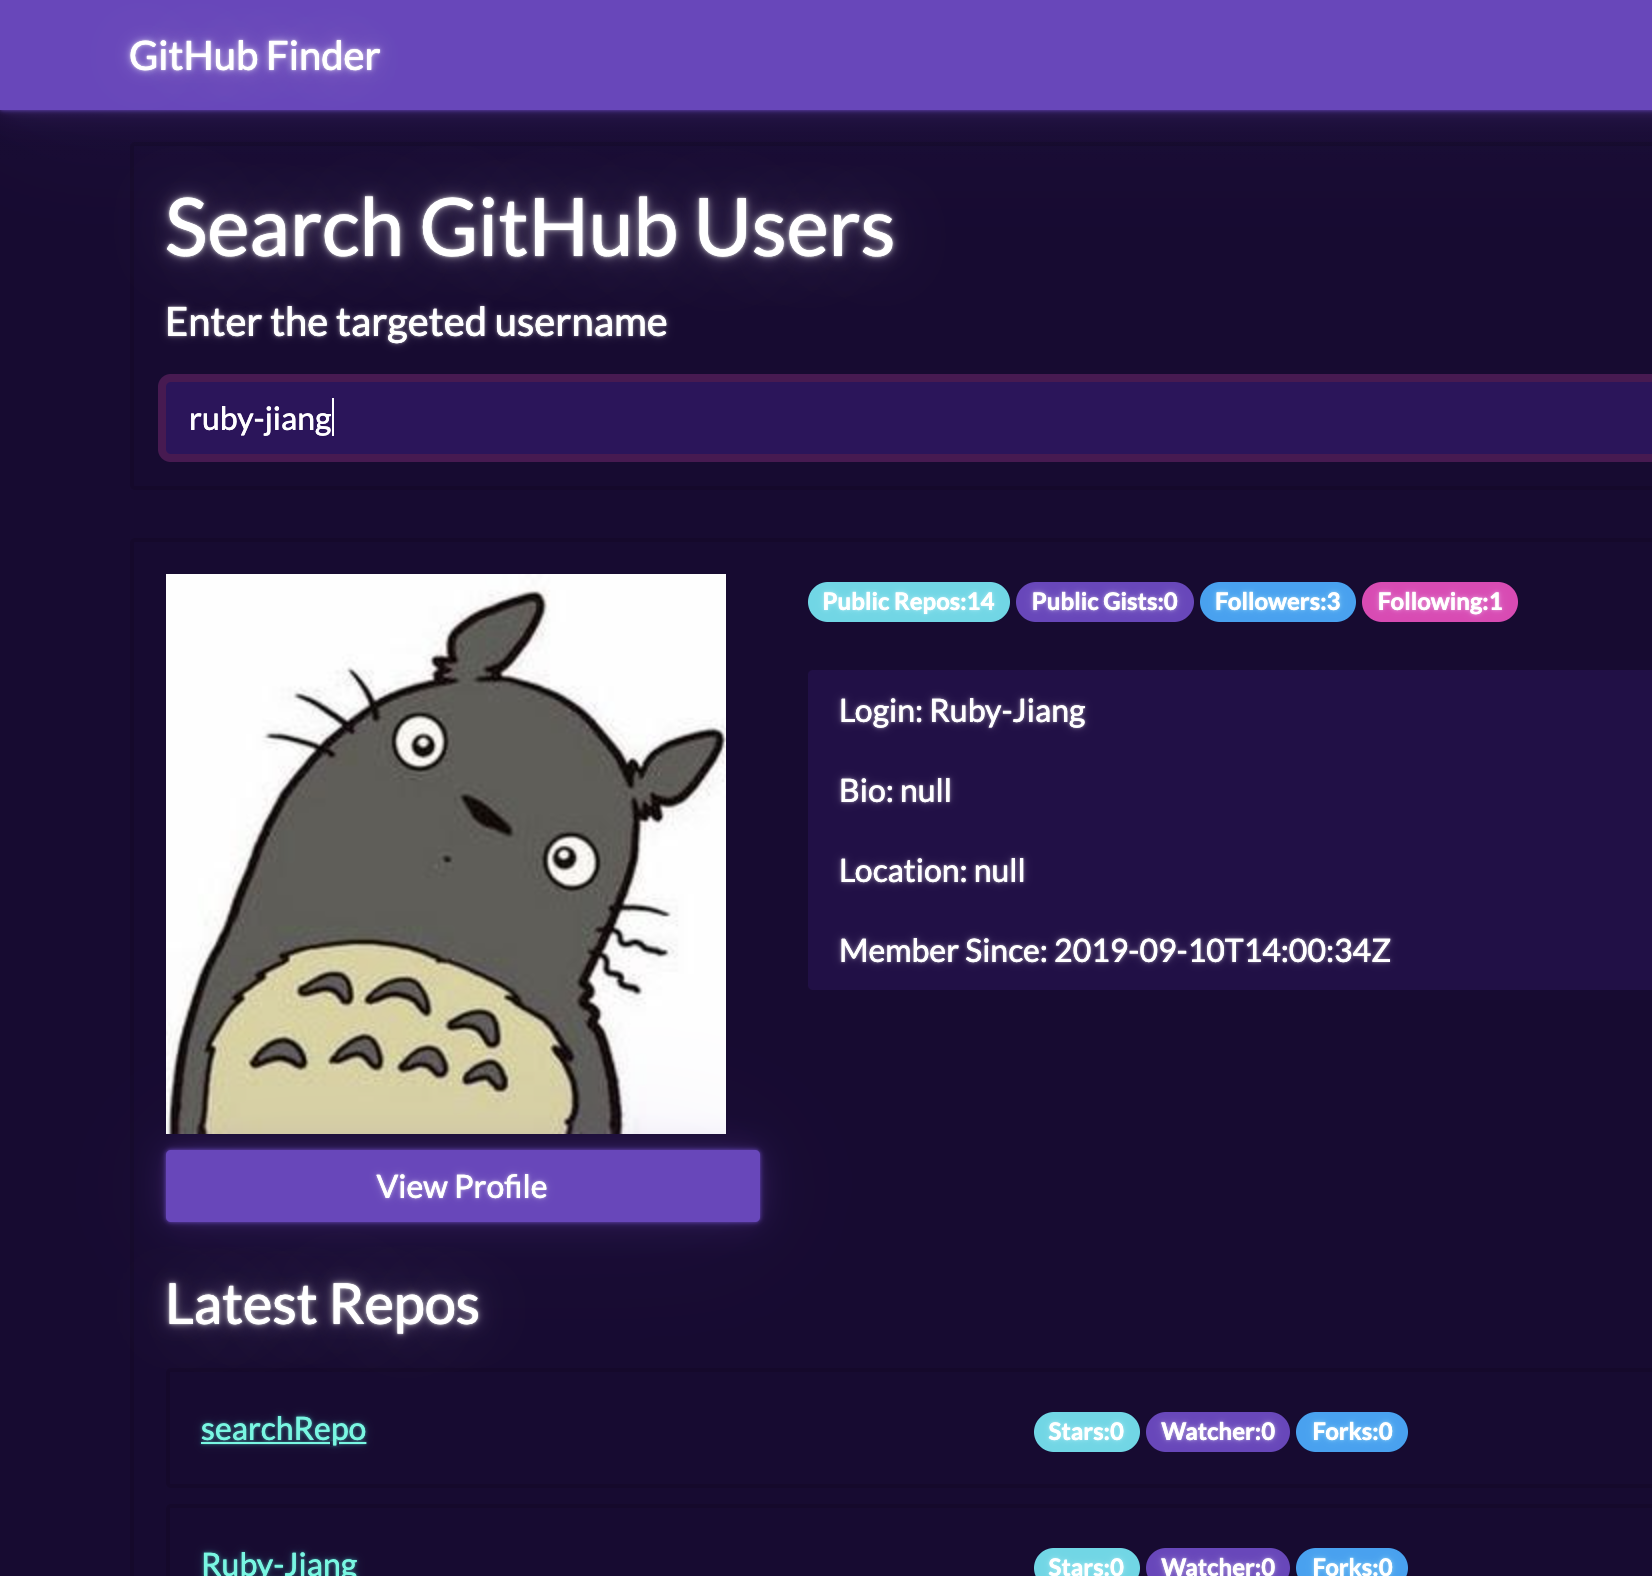 GitHub Finder
Search GitHub Users
Enter the targeted username
ruby-jiang
Public Repos:14 Public Gists:0 Followers:3 Following:1
Login: Ruby-Jiang
Bio: null
Location: null
Member Since: 2019-09-10T14:00:34Z
View Profile
Latest Repos
searchRepo Stars:0 Watcher:0 Forks:0
Ruby-Jiang Stars:0 Watcher:0 Forks:0